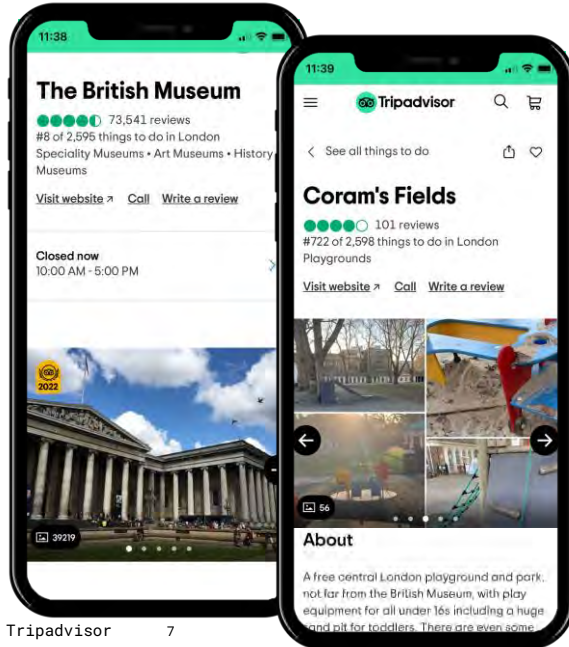 11:38
The British Museum
73,541 reviews
#8 of 2,595 things to do in London
Speciality Museums • Art Museums • History
Museums
Visit website ↗ Call Write a review
Closed now
10:00 AM - 5:00 PM
2022
39219
11:39
Tripadvisor
< See all things to do
Coram's Fields
101 reviews
#722 of 2,598 things to do in London
Playgrounds
Visit website ↗ Call Write a review
56
About
A free central London playground and park,
not far from the British Museum, with play
equipment for all under 16s including a huge
sand pit for toddlers. There are even some
Tripadvisor 7